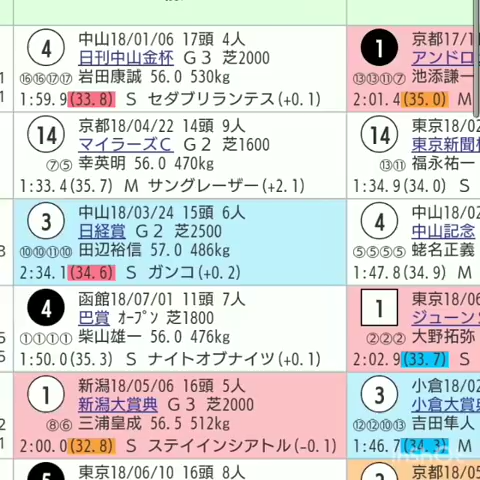 4 中山18/01/06 17頭 4人
日刊中山金杯 G3 芝2000
⑯⑯⑰⑰ 岩田康誠 56.0 530kg
1:59.9(33.8) S セダブリランテス(+0.1)
14 京都18/04/22 14頭 9人
マイラーズC G2 芝1600
⑦⑤ 幸英明 56.0 470kg
1:33.4(35.7) M サングレーザー(+2.1)
3 中山18/03/24 15頭 6人
日経賞 G2 芝2500
⑩⑩⑪⑩ 田辺裕信 57.0 486kg
2:34.1(34.6) S ガンコ(+0.2)
4 函館18/07/01 11頭 7人
巴賞 オープン 芝1800
①①①① 柴山雄一 56.0 476kg
1:50.0(35.3) S ナイトオブナイツ(+0.1)
1 新潟18/05/06 16頭 5人
新潟大賞典 G3 芝2000
⑧⑥ 三浦皇成 56.5 512kg
2:00.0(32.8) S ステイインシアトル(-0.1)
5 東京18/06/10 16頭 8人
1 京都17/1
アンドロ
⑬⑬⑪⑦ 池添謙一
2:01.4(35.0) M
14 東京18/02
東京新聞
⑬⑪ 福永祐一
1:34.9(34.0) S
4 中山18/02
中山記念
⑤⑤⑤⑤ 蛯名正義
1:47.8(34.9) M
1 東京18/06
ジューン
②②② 大野拓弥
2:02.9(33.7) S
3 小倉18/02
小倉大賞
⑫⑫⑩⑬ 吉田隼人
1:46.7(34.3)
2 京都18/05